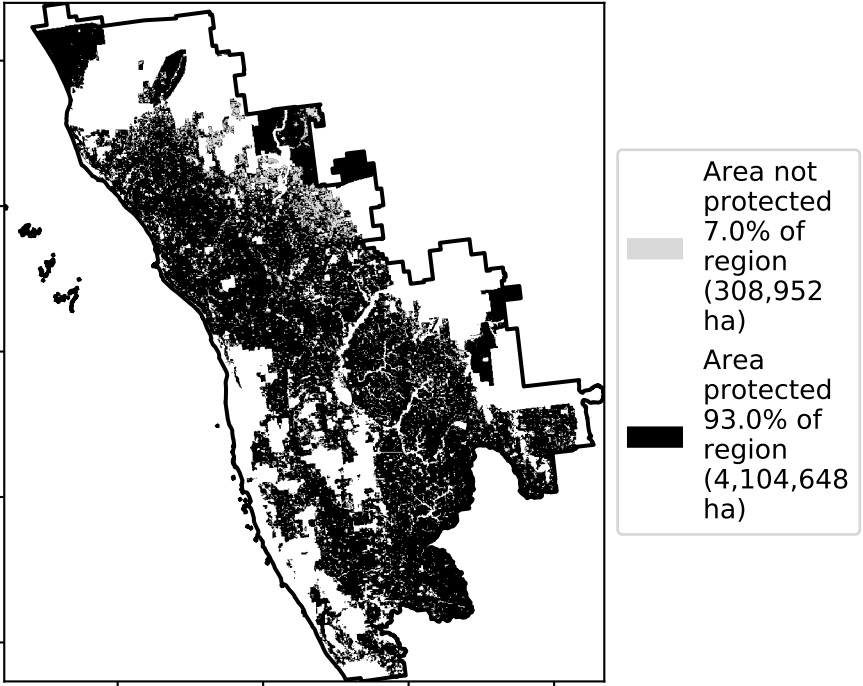 Area not
protected
7.0% of
region
(308,952
ha)
Area
protected
93.0% of
region
(4,104,648
ha)